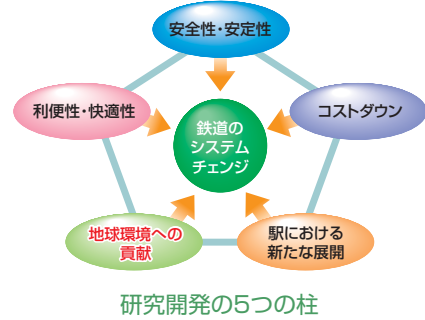 安全性・安定性
利便性・快適性
コストダウン
鉄道の
システム
チェンジ
地球環境への
貢献
駅における
新たな展開
研究開発の5つの柱